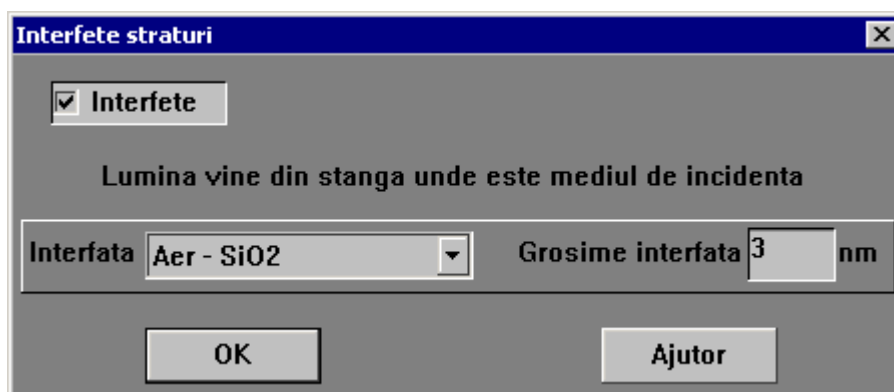 Interfete straturi
Interfete
Lumina vine din stanga unde este mediul de incidenta
Interfata Aer - SiO2 Grosime interfata 3 nm
OK Ajutor